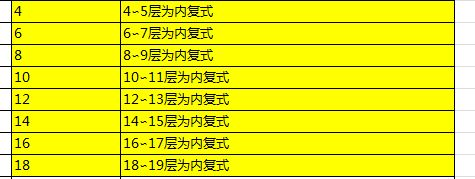 4 4~5层为内复式
6 6~7层为内复式
8 8~9层为内复式
10 10~11层为内复式
12 12~13层为内复式
14 14~15层为内复式
16 16~17层为内复式
18 18~19层为内复式